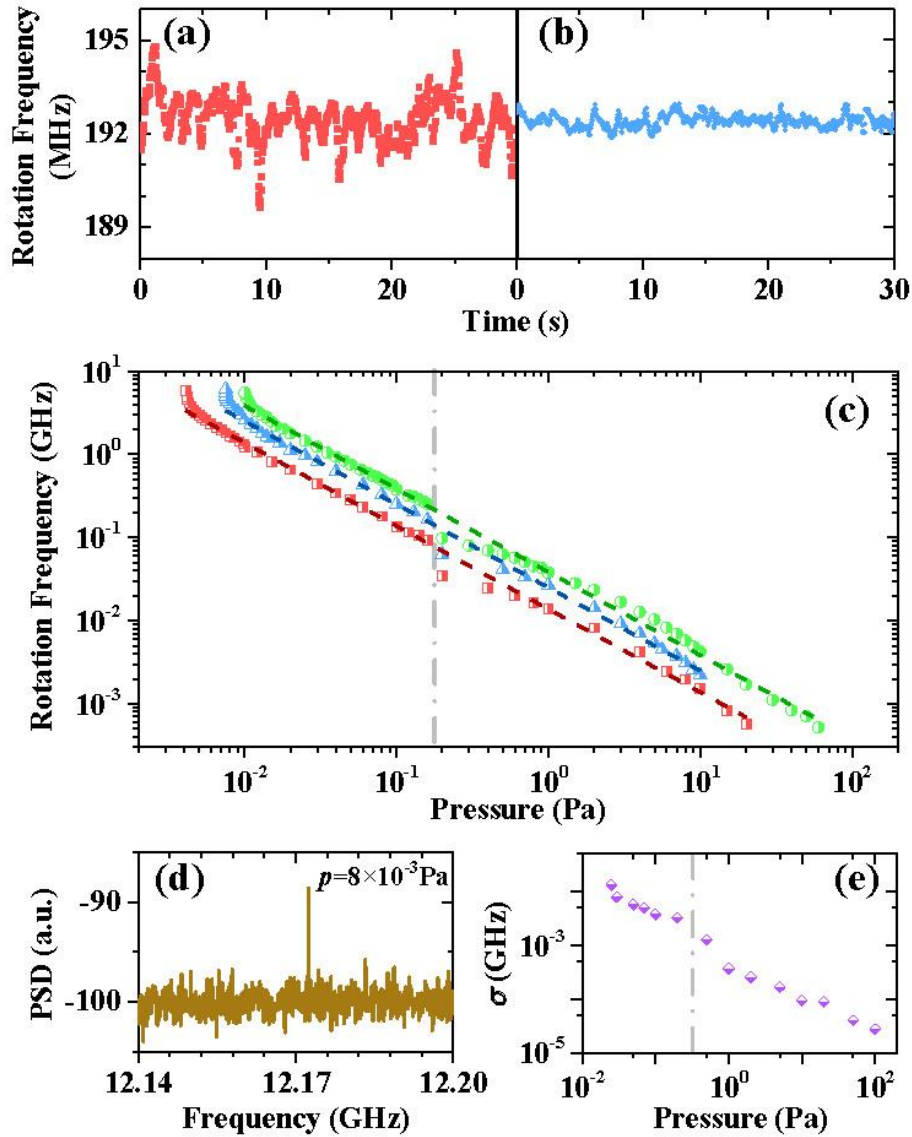 (a)
(b)
Rotation Frequency
(MHz)
195
192
189
0
10
20
0
10
20
30
Time (s)
(c)
Rotation Frequency (GHz)
10¹
10⁰
10⁻¹
10⁻²
10⁻³
10⁻²
10⁻¹
10⁰
10¹
10²
Pressure (Pa)
(d)
p=8×10⁻³Pa
PSD (a.u.)
-90
-100
12.14
12.17
12.20
Frequency (GHz)
(e)
σ (GHz)
10⁻³
10⁻⁵
10⁻²
10⁰
10²
Pressure (Pa)